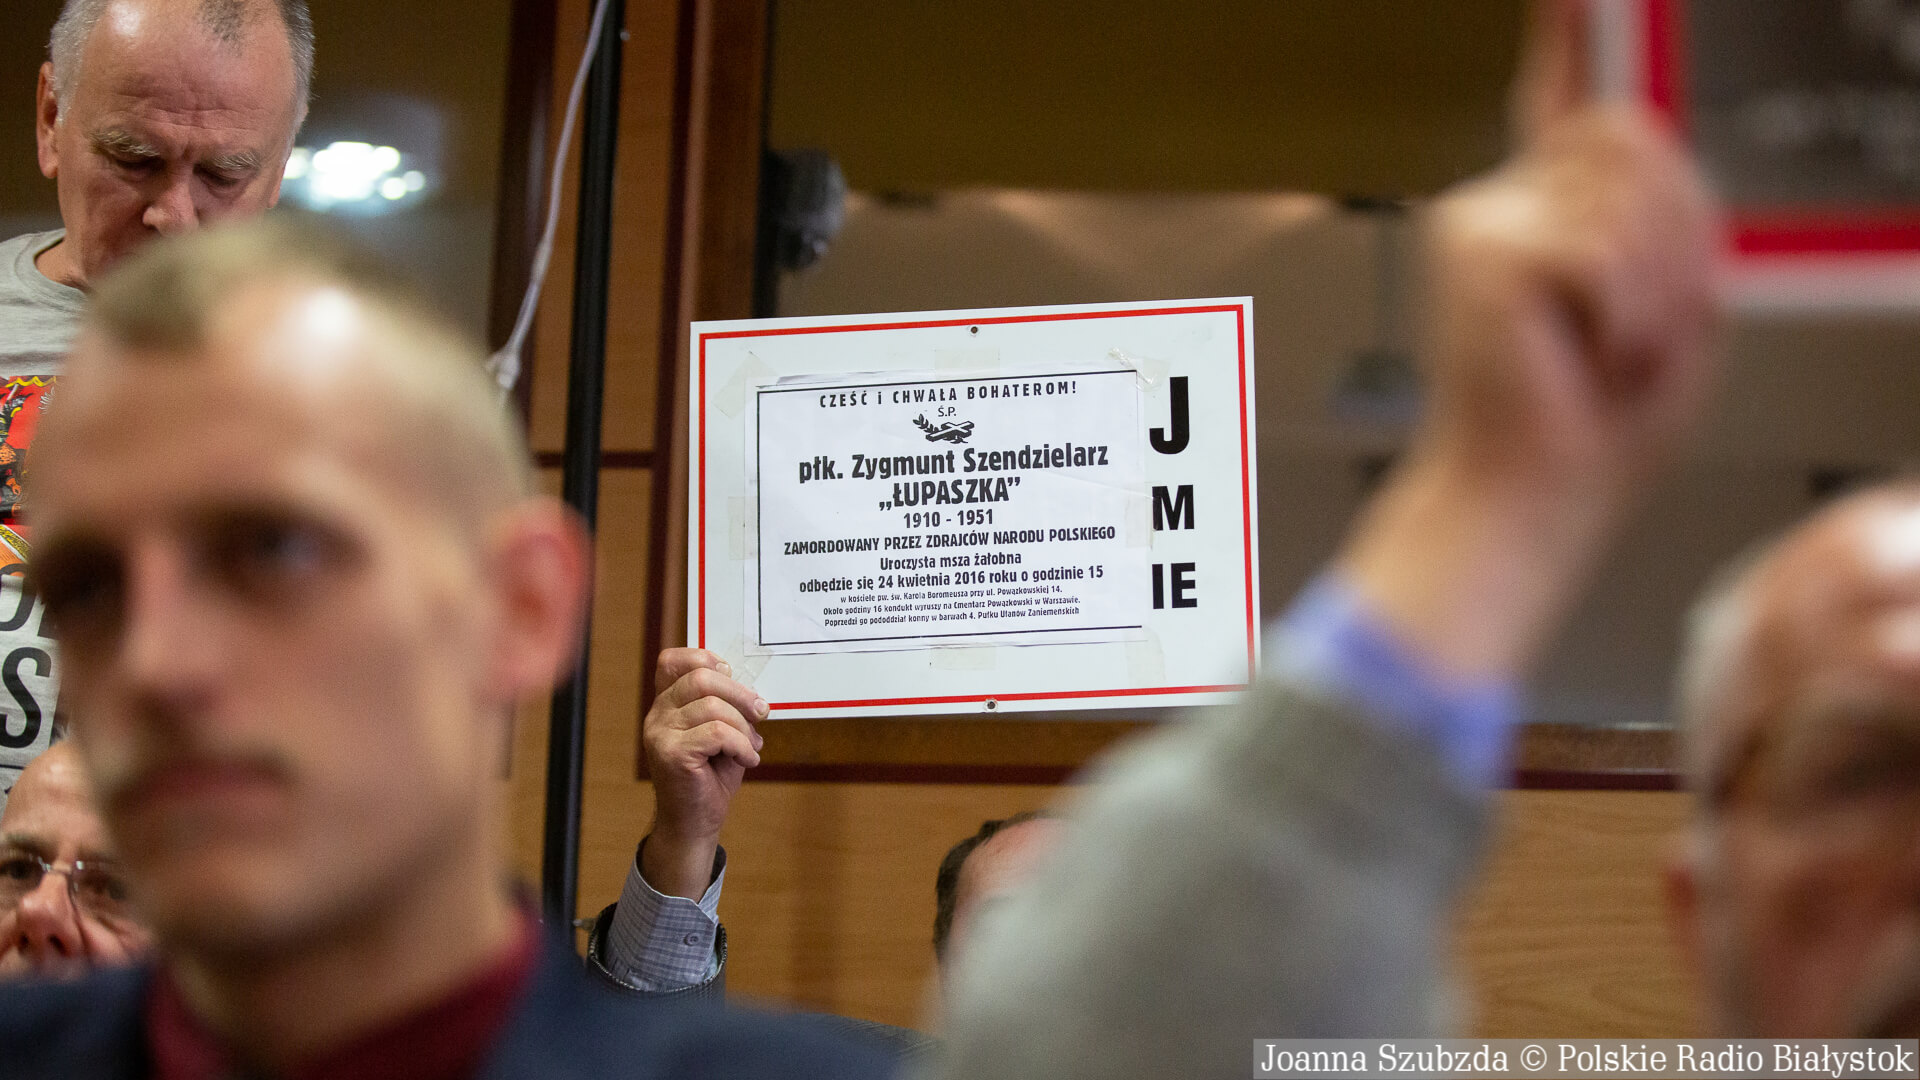 CZEŚĆ i CHWAŁA BOHATEROM!
Ś.P.
płk. Zygmunt Szendzielarz
„ŁUPASZKA”
1910 - 1951
ZAMORDOWANY PRZEZ ZDRAJCÓW NARODU POLSKIEGO
Uroczysta msza żałobna
odbędzie się 24 kwietnia 2016 roku o godzinie 15
w kościele pw. św. Karola Boromeusza przy ul. Powązkowskiej 14.
Około godziny 16 kondukt wyruszy na Cmentarz Powązkowski w Warszawie.
Poprzedzi go pododdział konny w barwach 4. Pułku Ułanów Zaniemeńskich
J
M
IE
Joanna Szubzda © Polskie Radio Białystok